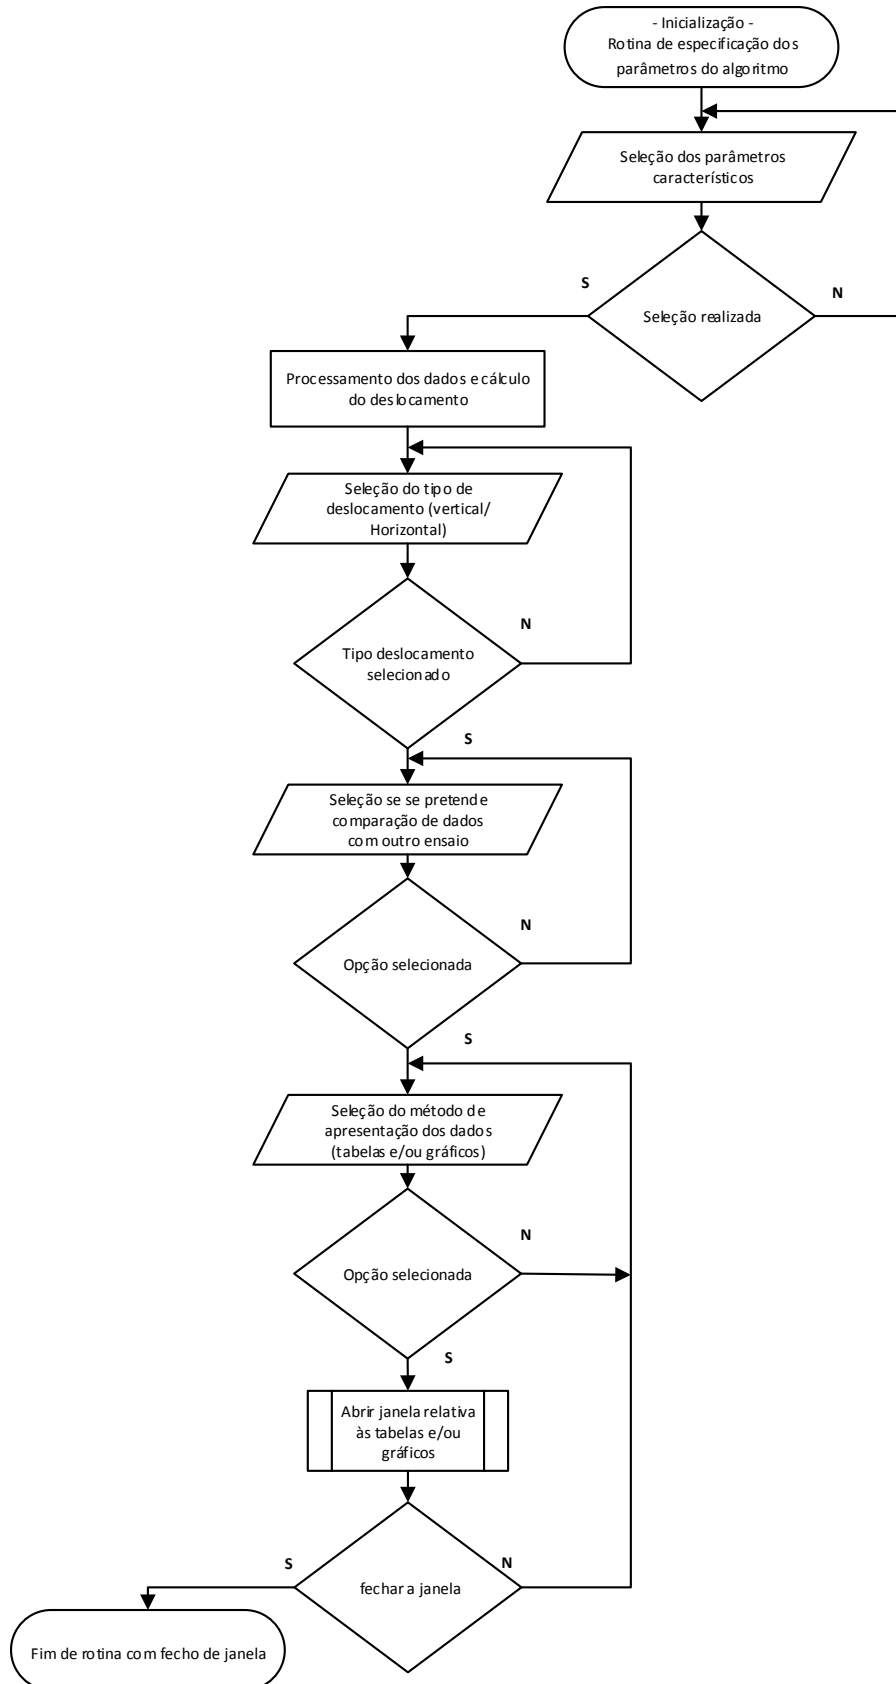 - Inicialização -
Rotina de especificação dos
parâmetros do algoritmo
Seleção dos parâmetros
característicos
S
N
Seleção realizada
Processamento dos dados e cálculo
do deslocamento
Seleção do tipo de
deslocamento (vertical/
Horizontal)
N
Tipo deslocamento
selecionado
S
Seleção se se pretende
comparação de dados
com outro ensaio
N
Opção selecionada
S
Seleção do método de
apresentação dos dados
(tabelas e/ou gráficos)
N
Opção selecionada
S
Abrir janela relativa
às tabelas e/ou
gráficos
S
N
fechar a janela
Fim de rotina com fecho de janela